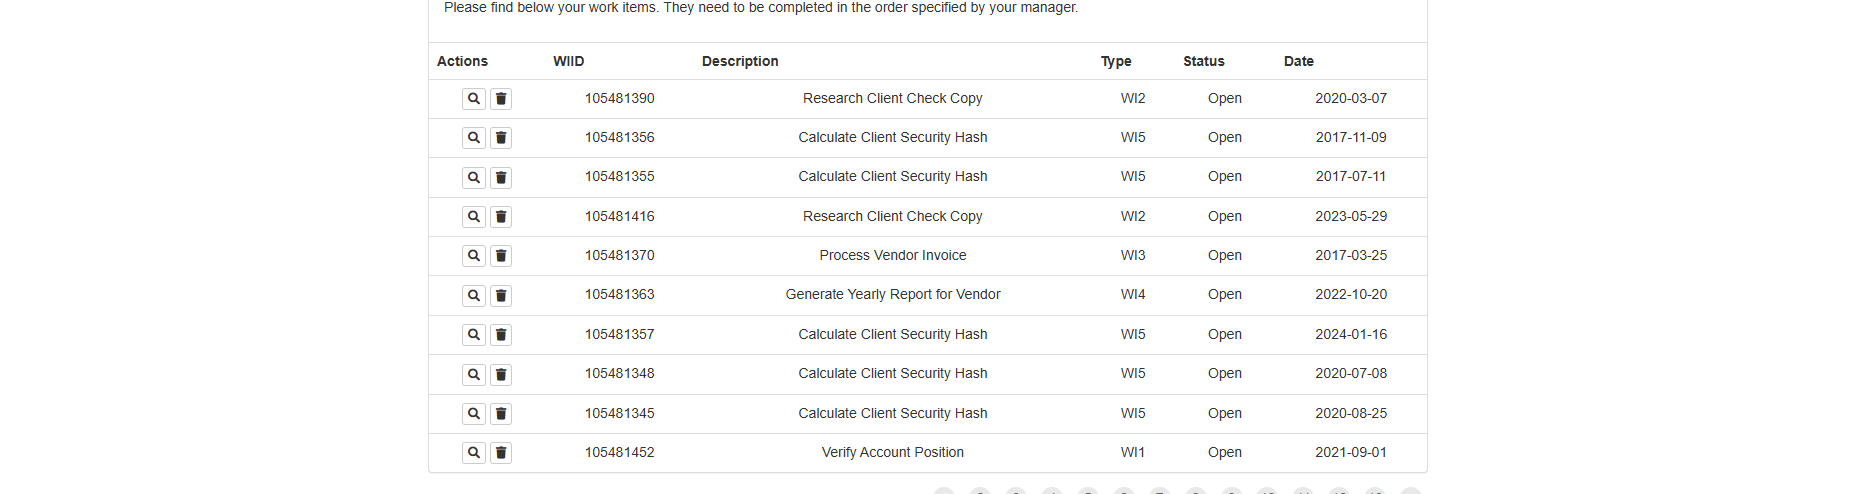 Please find below your work items. They need to be completed in the order specified by your manager.
Actions WIID Description Type Status Date
105481390 Research Client Check Copy WI2 Open 2020-03-07
105481356 Calculate Client Security Hash WI5 Open 2017-11-09
105481355 Calculate Client Security Hash WI5 Open 2017-07-11
105481416 Research Client Check Copy WI2 Open 2023-05-29
105481370 Process Vendor Invoice WI3 Open 2017-03-25
105481363 Generate Yearly Report for Vendor WI4 Open 2022-10-20
105481357 Calculate Client Security Hash WI5 Open 2024-01-16
105481348 Calculate Client Security Hash WI5 Open 2020-07-08
105481345 Calculate Client Security Hash WI5 Open 2020-08-25
105481452 Verify Account Position WI1 Open 2021-09-01